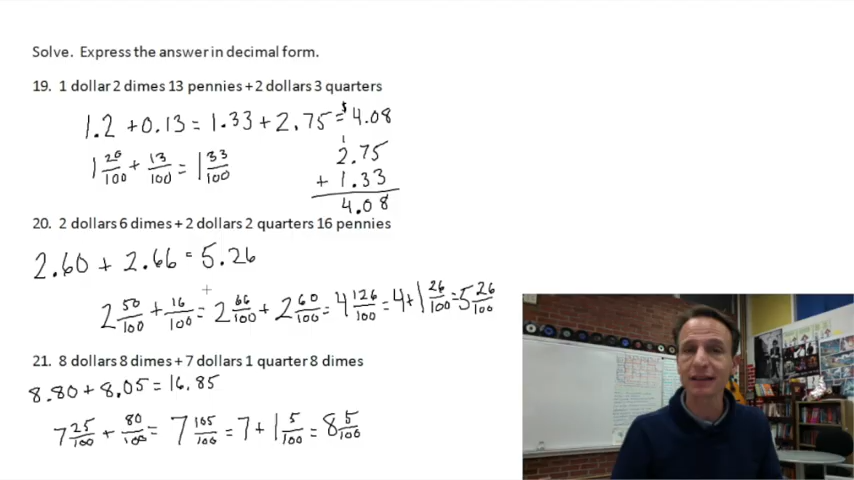 Solve. Express the answer in decimal form.
19. 1 dollar 2 dimes 13 pennies + 2 dollars 3 quarters
1.2 + 0.13 = 1.33 + 2.75 = $4.08
1 20/100 + 13/100 = 1 33/100
1
2.75
+ 1.33
4.08
20. 2 dollars 6 dimes + 2 dollars 2 quarters 16 pennies
2.60 + 2.66 = 5.26
2 50/100 + 16/100 = 2 66/100 + 2 60/100 = 4 126/100 = 4 + 1 26/100 = 5 26/100
21. 8 dollars 8 dimes + 7 dollars 1 quarter 8 dimes
8.80 + 8.05 = 16.85
7 25/100 + 80/100 = 7 105/100 = 7 + 1 5/100 = 8 5/100